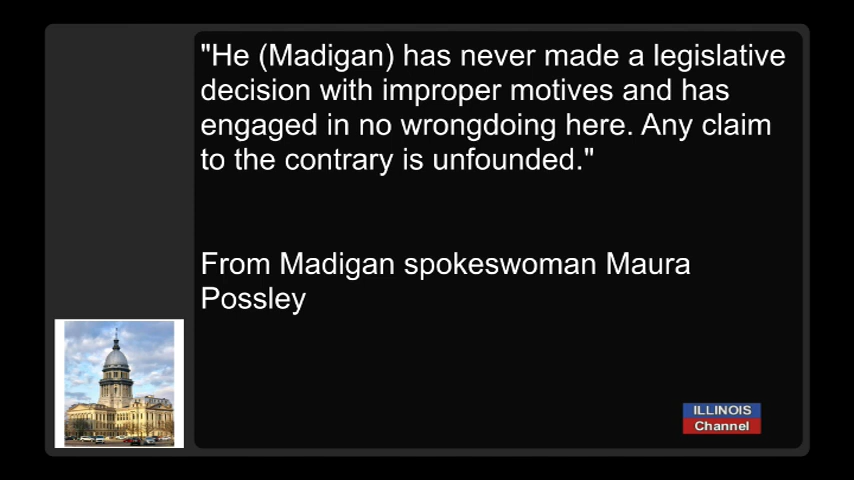 "He (Madigan) has never made a legislative
decision with improper motives and has
engaged in no wrongdoing here. Any claim
to the contrary is unfounded."
From Madigan spokeswoman Maura
Possley
ILLINOIS
Channel